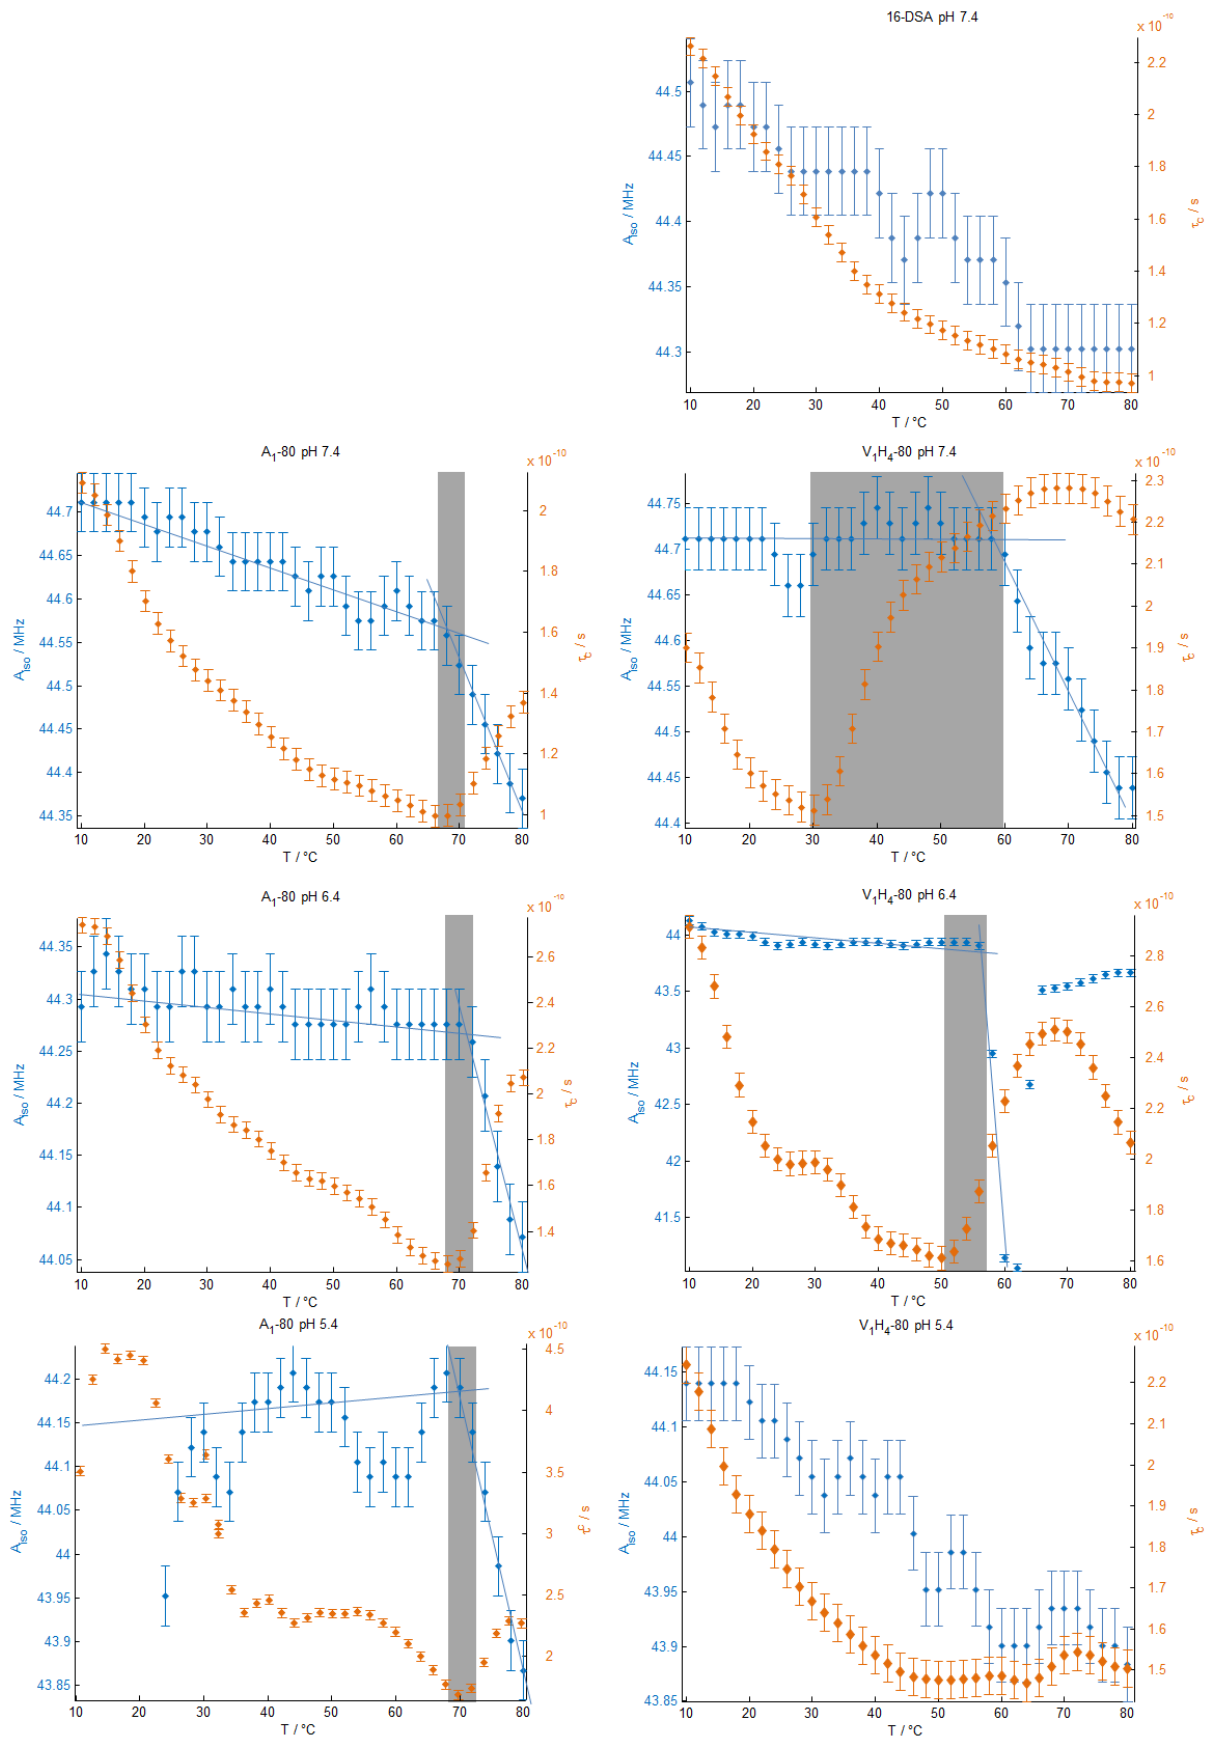 16-DSA pH 7.4
x 10⁻¹⁰
44.5
44.45
44.4
44.35
44.3
A_iso / MHz
2.2
2
1.8
1.6
1.4
1.2
1
τ_c / s
10 20 30 40 50 60 70 80
T / °C
A₁-80 pH 7.4
x 10⁻¹⁰
44.7
44.65
44.6
44.55
44.5
44.45
44.4
44.35
A_iso / MHz
2
1.8
1.6
1.4
1.2
1
τ_c / s
10 20 30 40 50 60 70 80
T / °C
V₁H₄-80 pH 7.4
x 10⁻¹⁰
44.75
44.7
44.65
44.6
44.55
44.5
44.45
44.4
A_iso / MHz
2.3
2.2
2.1
2
1.9
1.8
1.7
1.6
1.5
τ_c / s
10 20 30 40 50 60 70 80
T / °C
A₁-80 pH 6.4
x 10⁻¹⁰
44.35
44.3
44.25
44.2
44.15
44.1
44.05
A_iso / MHz
2.6
2.4
2.2
2
1.8
1.6
1.4
τ_c / s
10 20 30 40 50 60 70 80
T / °C
V₁H₄-80 pH 6.4
x 10⁻¹⁰
44
43.5
43
42.5
42
41.5
A_iso / MHz
2.8
2.6
2.4
2.2
2
1.8
1.6
τ_c / s
10 20 30 40 50 60 70 80
T / °C
A₁-80 pH 5.4
x 10⁻¹⁰
44.2
44.15
44.1
44.05
44
43.95
43.9
43.85
A_iso / MHz
4.5
4
3.5
3
2.5
2
τ^c / s
10 20 30 40 50 60 70 80
T / °C
V₁H₄-80 pH 5.4
x 10⁻¹⁰
44.15
44.1
44.05
44
43.95
43.9
43.85
A_iso / MHz
2.2
2.1
2
1.9
1.8
1.7
1.6
1.5
τ_c / s
10 20 30 40 50 60 70 80
T / °C